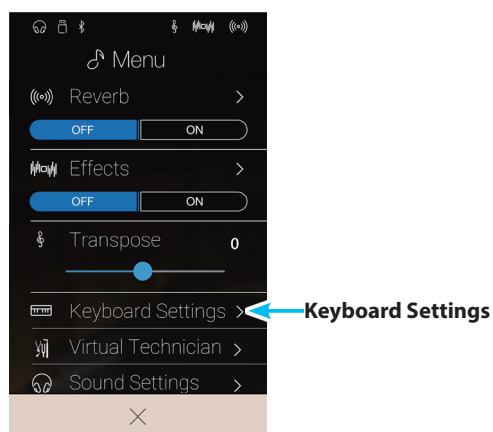 Menu
Reverb
OFF ON
Effects
OFF ON
Transpose 0
Keyboard Settings
Keyboard Settings
Virtual Technician
Sound Settings